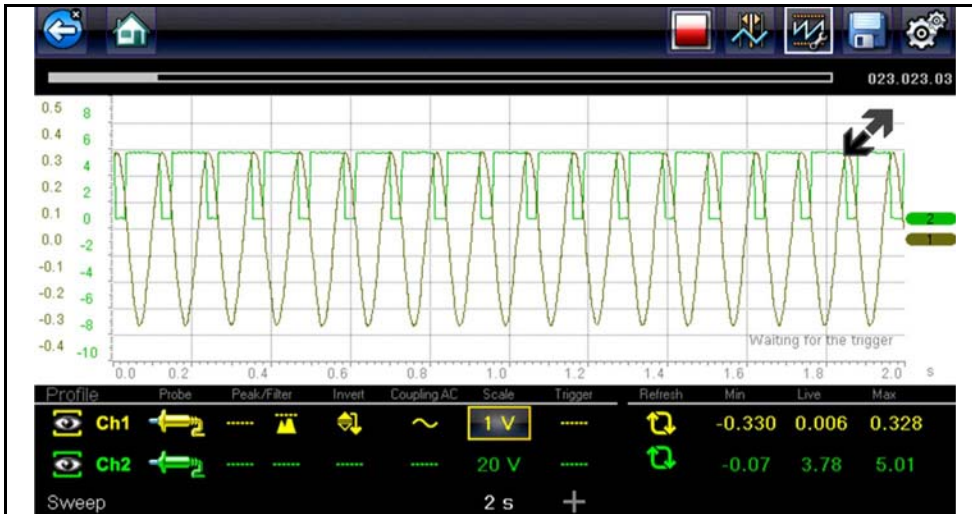 023.023.03
0.5 8
0.4 6
0.3 4
0.2 2
0.1 0
0.0 -2
-0.1 -4
-0.2 -6
-0.3 -8
-0.4 -10
2
1
Waiting for the trigger
0.0 0.2 0.4 0.6 0.8 1.0 1.2 1.4 1.6 1.8 2.0 s
Profile Probe Peak/Filter Invert Coupling AC Scale Trigger Refresh Min Live Max
Ch1 2 ----- 1 V ----- -0.330 0.006 0.328
Ch2 2 ----- ----- ----- ----- 20 V ----- -0.07 3.78 5.01
Sweep 2 s +